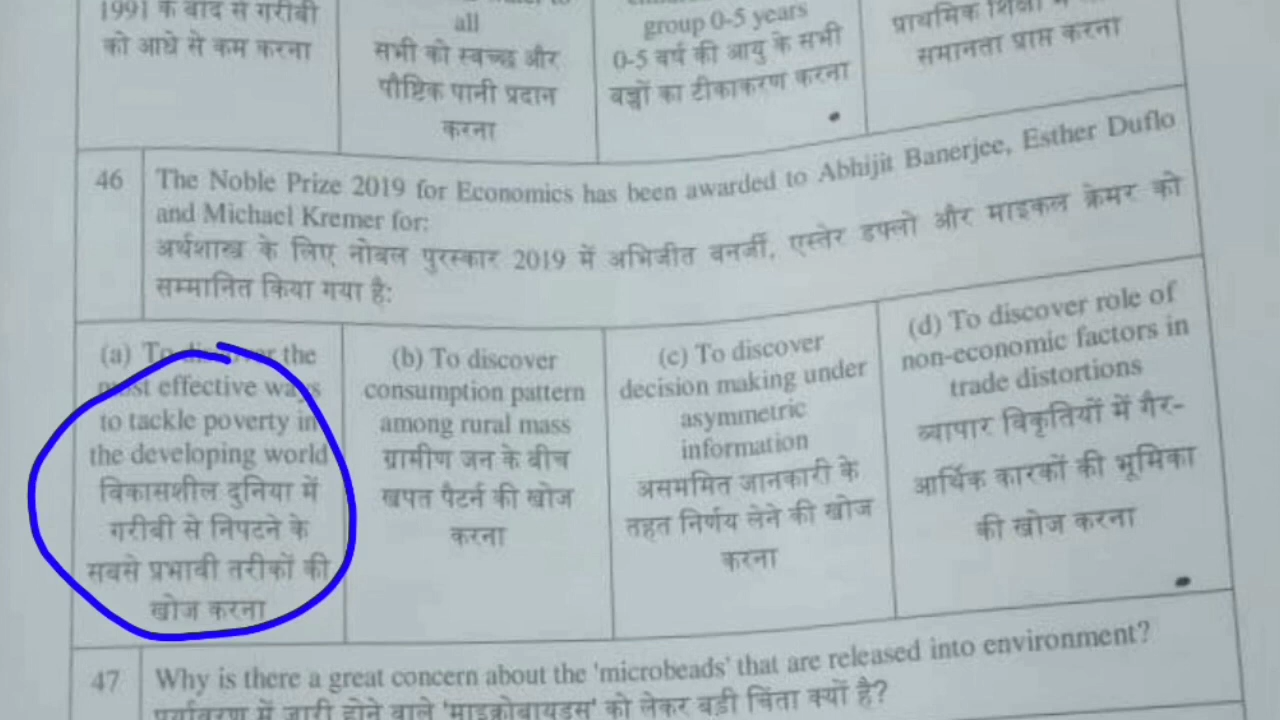 1991 के बाद से गरीबी
को आधे से कम करना
all
सभी को स्वच्छ और
पौष्टिक पानी प्रदान
करना
group 0-5 years
0-5 वर्ष की आयु के सभी
बच्चों का टीकाकरण करना
प्राथमिक शिक्षा में
समानता प्राप्त करना
46
The Noble Prize 2019 for Economics has been awarded to Abhijit Banerjee, Esther Duflo
and Michael Kremer for:
अर्थशास्त्र के लिए नोबल पुरस्कार 2019 में अभिजीत बनर्जी, एस्तेर डफ्लो और माइकल क्रेमर को
सम्मानित किया गया है:
(a) To discover the
most effective ways
to tackle poverty in
the developing world
विकासशील दुनिया में
गरीबी से निपटने के
सबसे प्रभावी तरीकों की
खोज करना
(b) To discover
consumption pattern
among rural mass
ग्रामीण जन के बीच
खपत पैटर्न की खोज
करना
(c) To discover
decision making under
asymmetric
information
असममित जानकारी के
तहत निर्णय लेने की खोज
करना
(d) To discover role of
non-economic factors in
trade distortions
व्यापार विकृतियों में गैर-
आर्थिक कारकों की भूमिका
की खोज करना
47
Why is there a great concern about the 'microbeads' that are released into environment?
पर्यावरण में जारी होने वाले 'माइक्रोबायड्स' को लेकर बड़ी चिंता क्यों है?